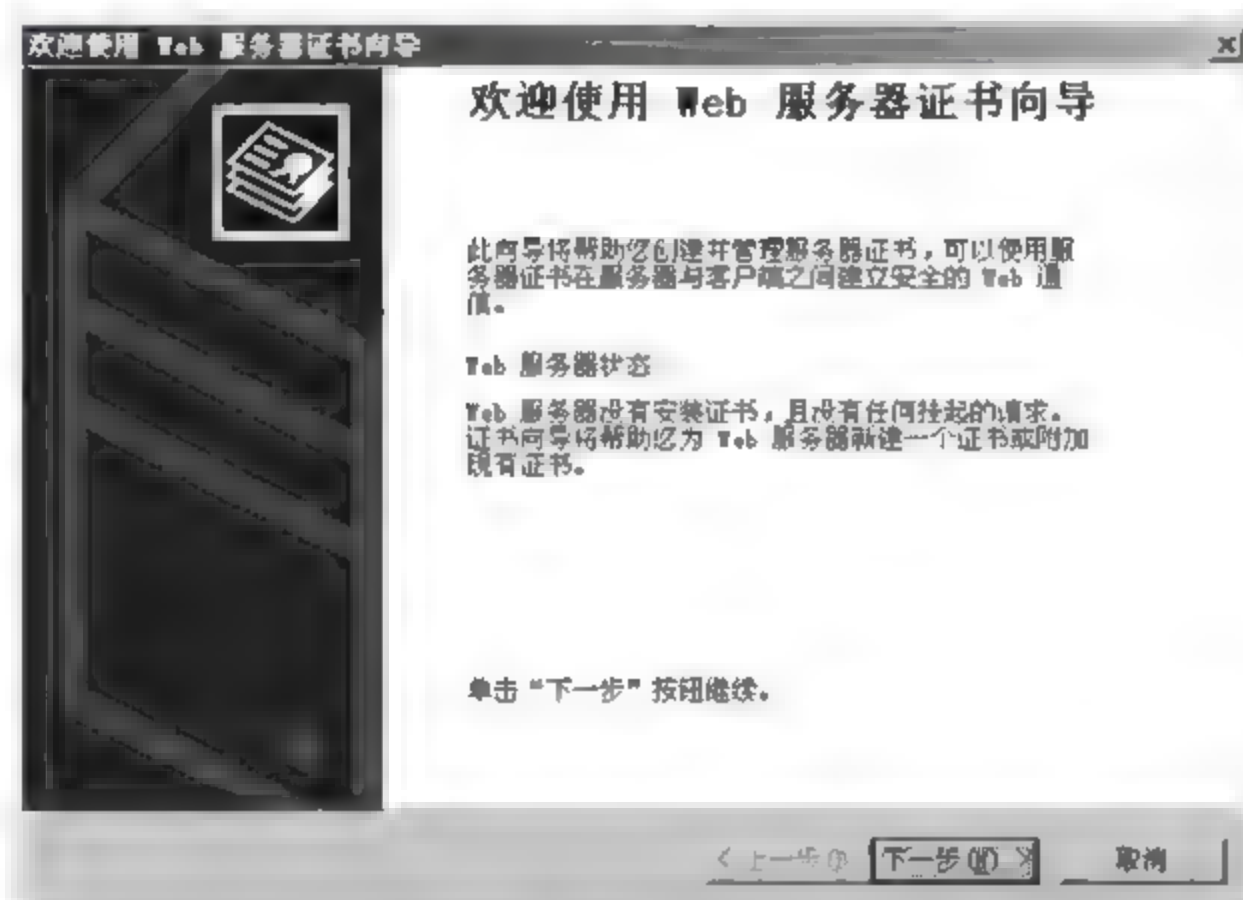 欢迎使用 Web 服务器证书向导
欢迎使用 Web 服务器证书向导
此向导将帮助您创建并管理服务器证书，可以使用服
务器证书在服务器与客户端之间建立安全的 Web 通
信。
Web 服务器状态
Web 服务器没有安装证书，且没有任何挂起的请求。
证书向导将帮助您为 Web 服务器新建一个证书或附加
现有证书。
单击“下一步”按钮继续。
< 上一步(B)
下一步(N) >
取消